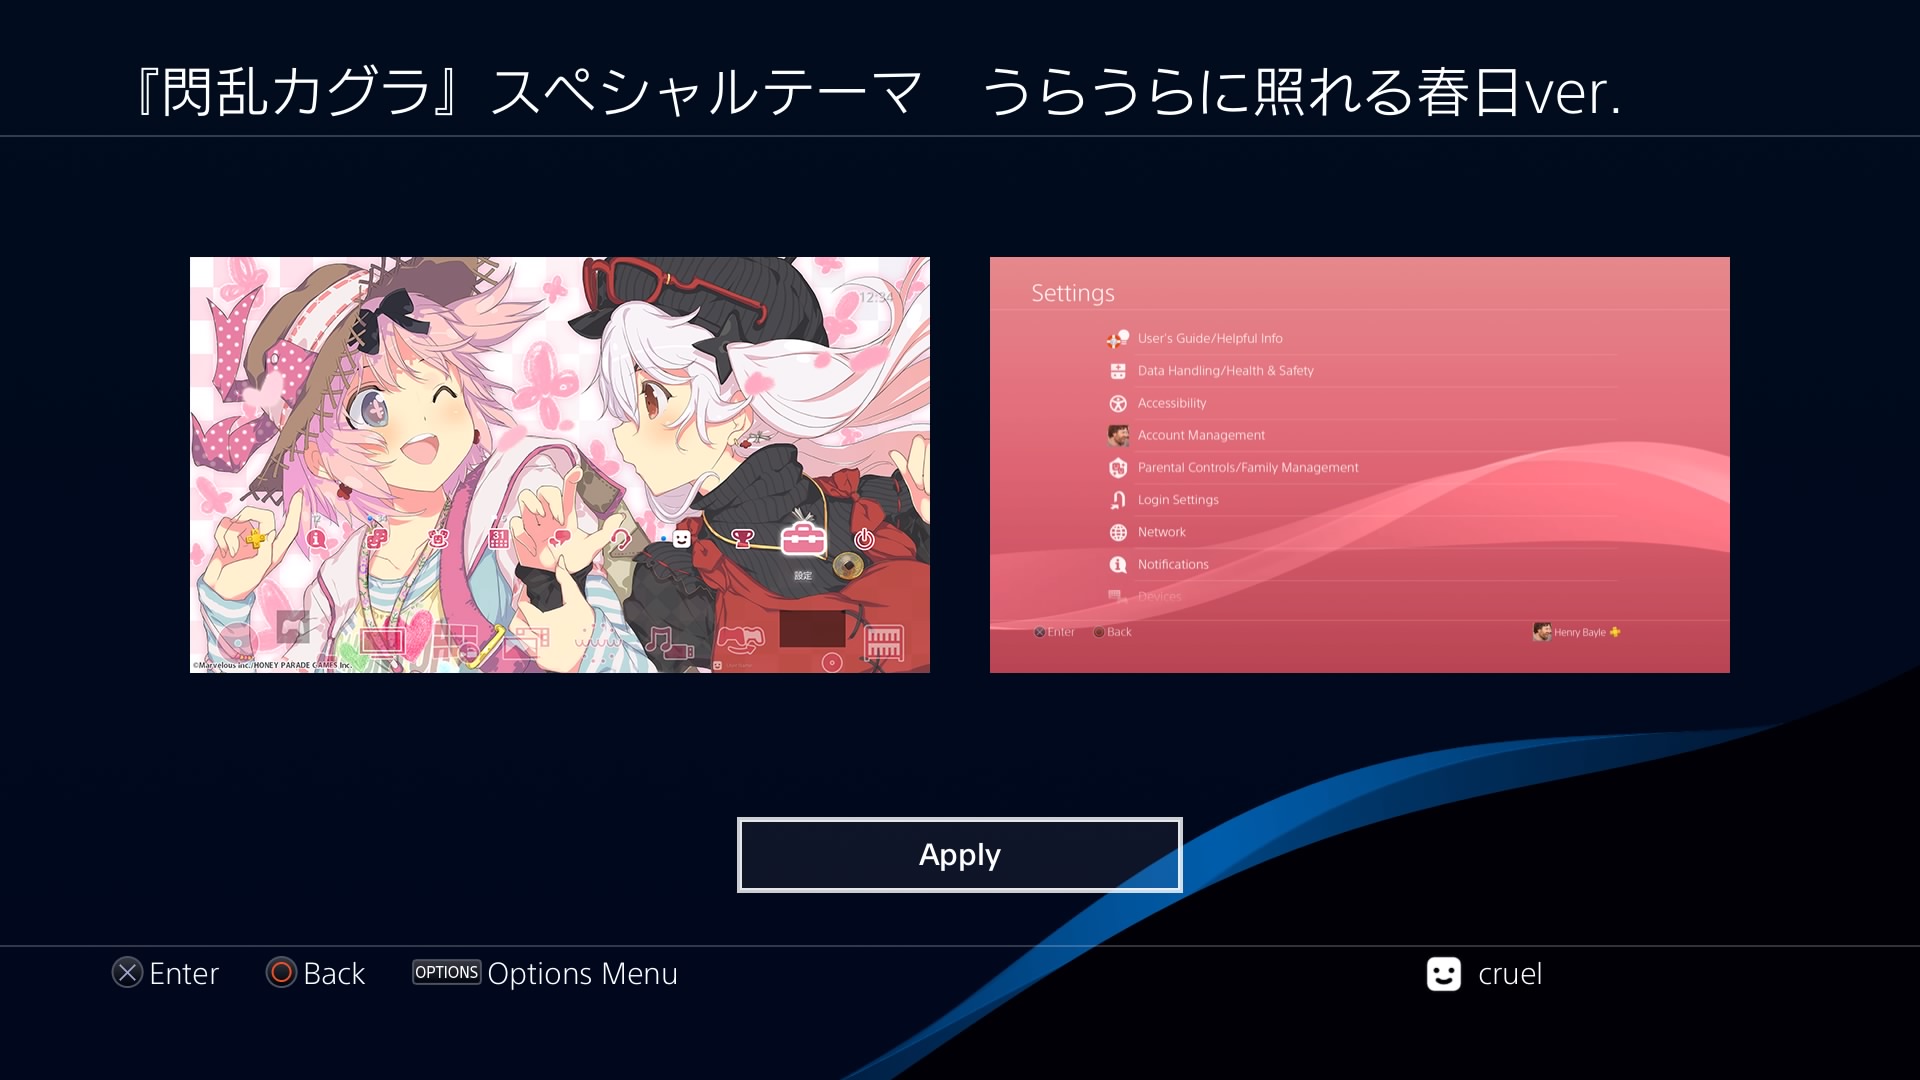 『閃乱カグラ』スペシャルテーマ　うらうらに照れる春日ver.
12:34
31
設定
©Marvelous Inc./HONEY PARADE GAMES Inc.
Settings
User's Guide/Helpful Info
Data Handling/Health & Safety
Accessibility
Account Management
Parental Controls/Family Management
Login Settings
Network
Notifications
Devices
Enter
Back
Henry Bayle
Apply
Enter
Back
OPTIONS Options Menu
cruel